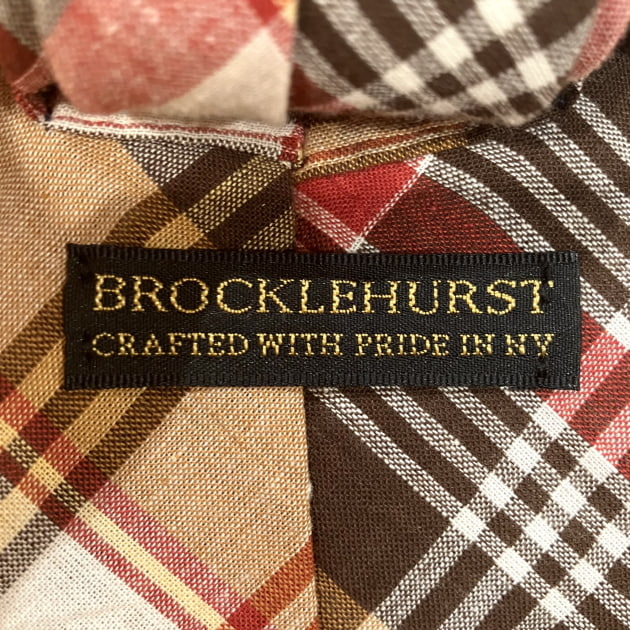 BROCKLEHURST
CRAFTED WITH PRIDE IN NY